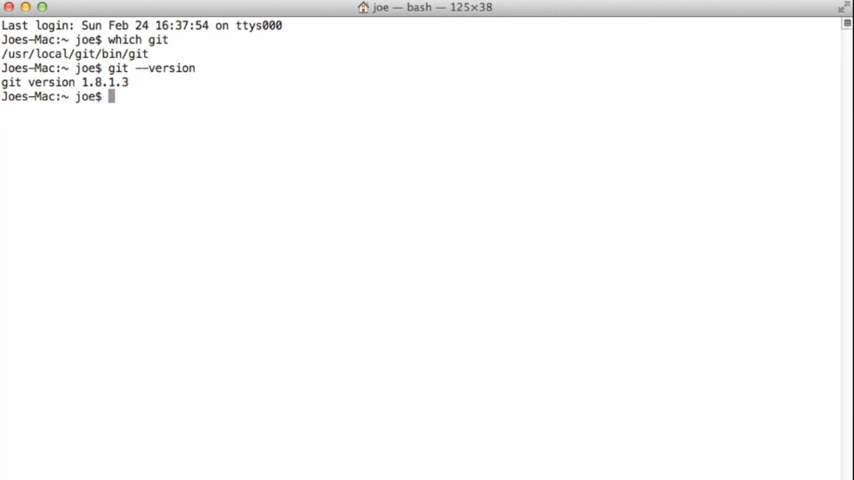 joe — bash — 125×38
Last login: Sun Feb 24 16:37:54 on ttys000
Joes-Mac:~ joe$ which git
/usr/local/git/bin/git
Joes-Mac:~ joe$ git --version
git version 1.8.1.3
Joes-Mac:~ joe$